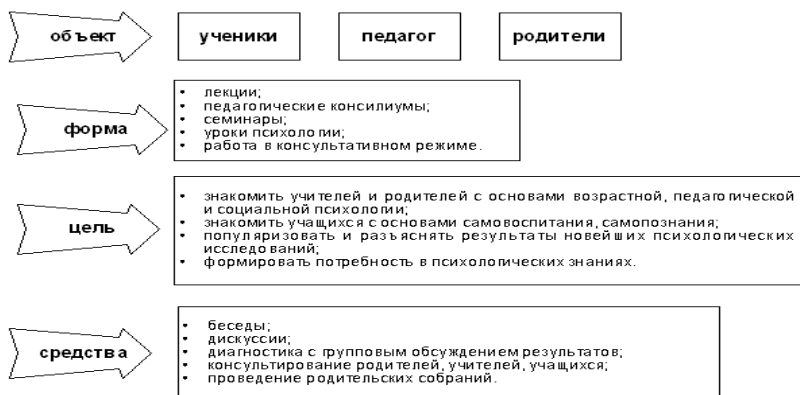 объект ученики педагог родители
форма
• лекции;
• педагогические консилиумы;
• семинары;
• уроки психологии;
• работа в консультативном режиме.
цель
• знакомить учителей и родителей с основами возрастной, педагогической
и социальной психологии;
• знакомить учащихся с основами самовоспитания, самопознания;
• популяризовать и разъяснять результаты новейших психологических
исследований;
• формировать потребность в психологических знаниях.
средства
• беседы;
• дискуссии;
• диагностика с групповым обсуждением результатов;
• консультирование родителей, учителей, учащихся;
• проведение родительских собраний.